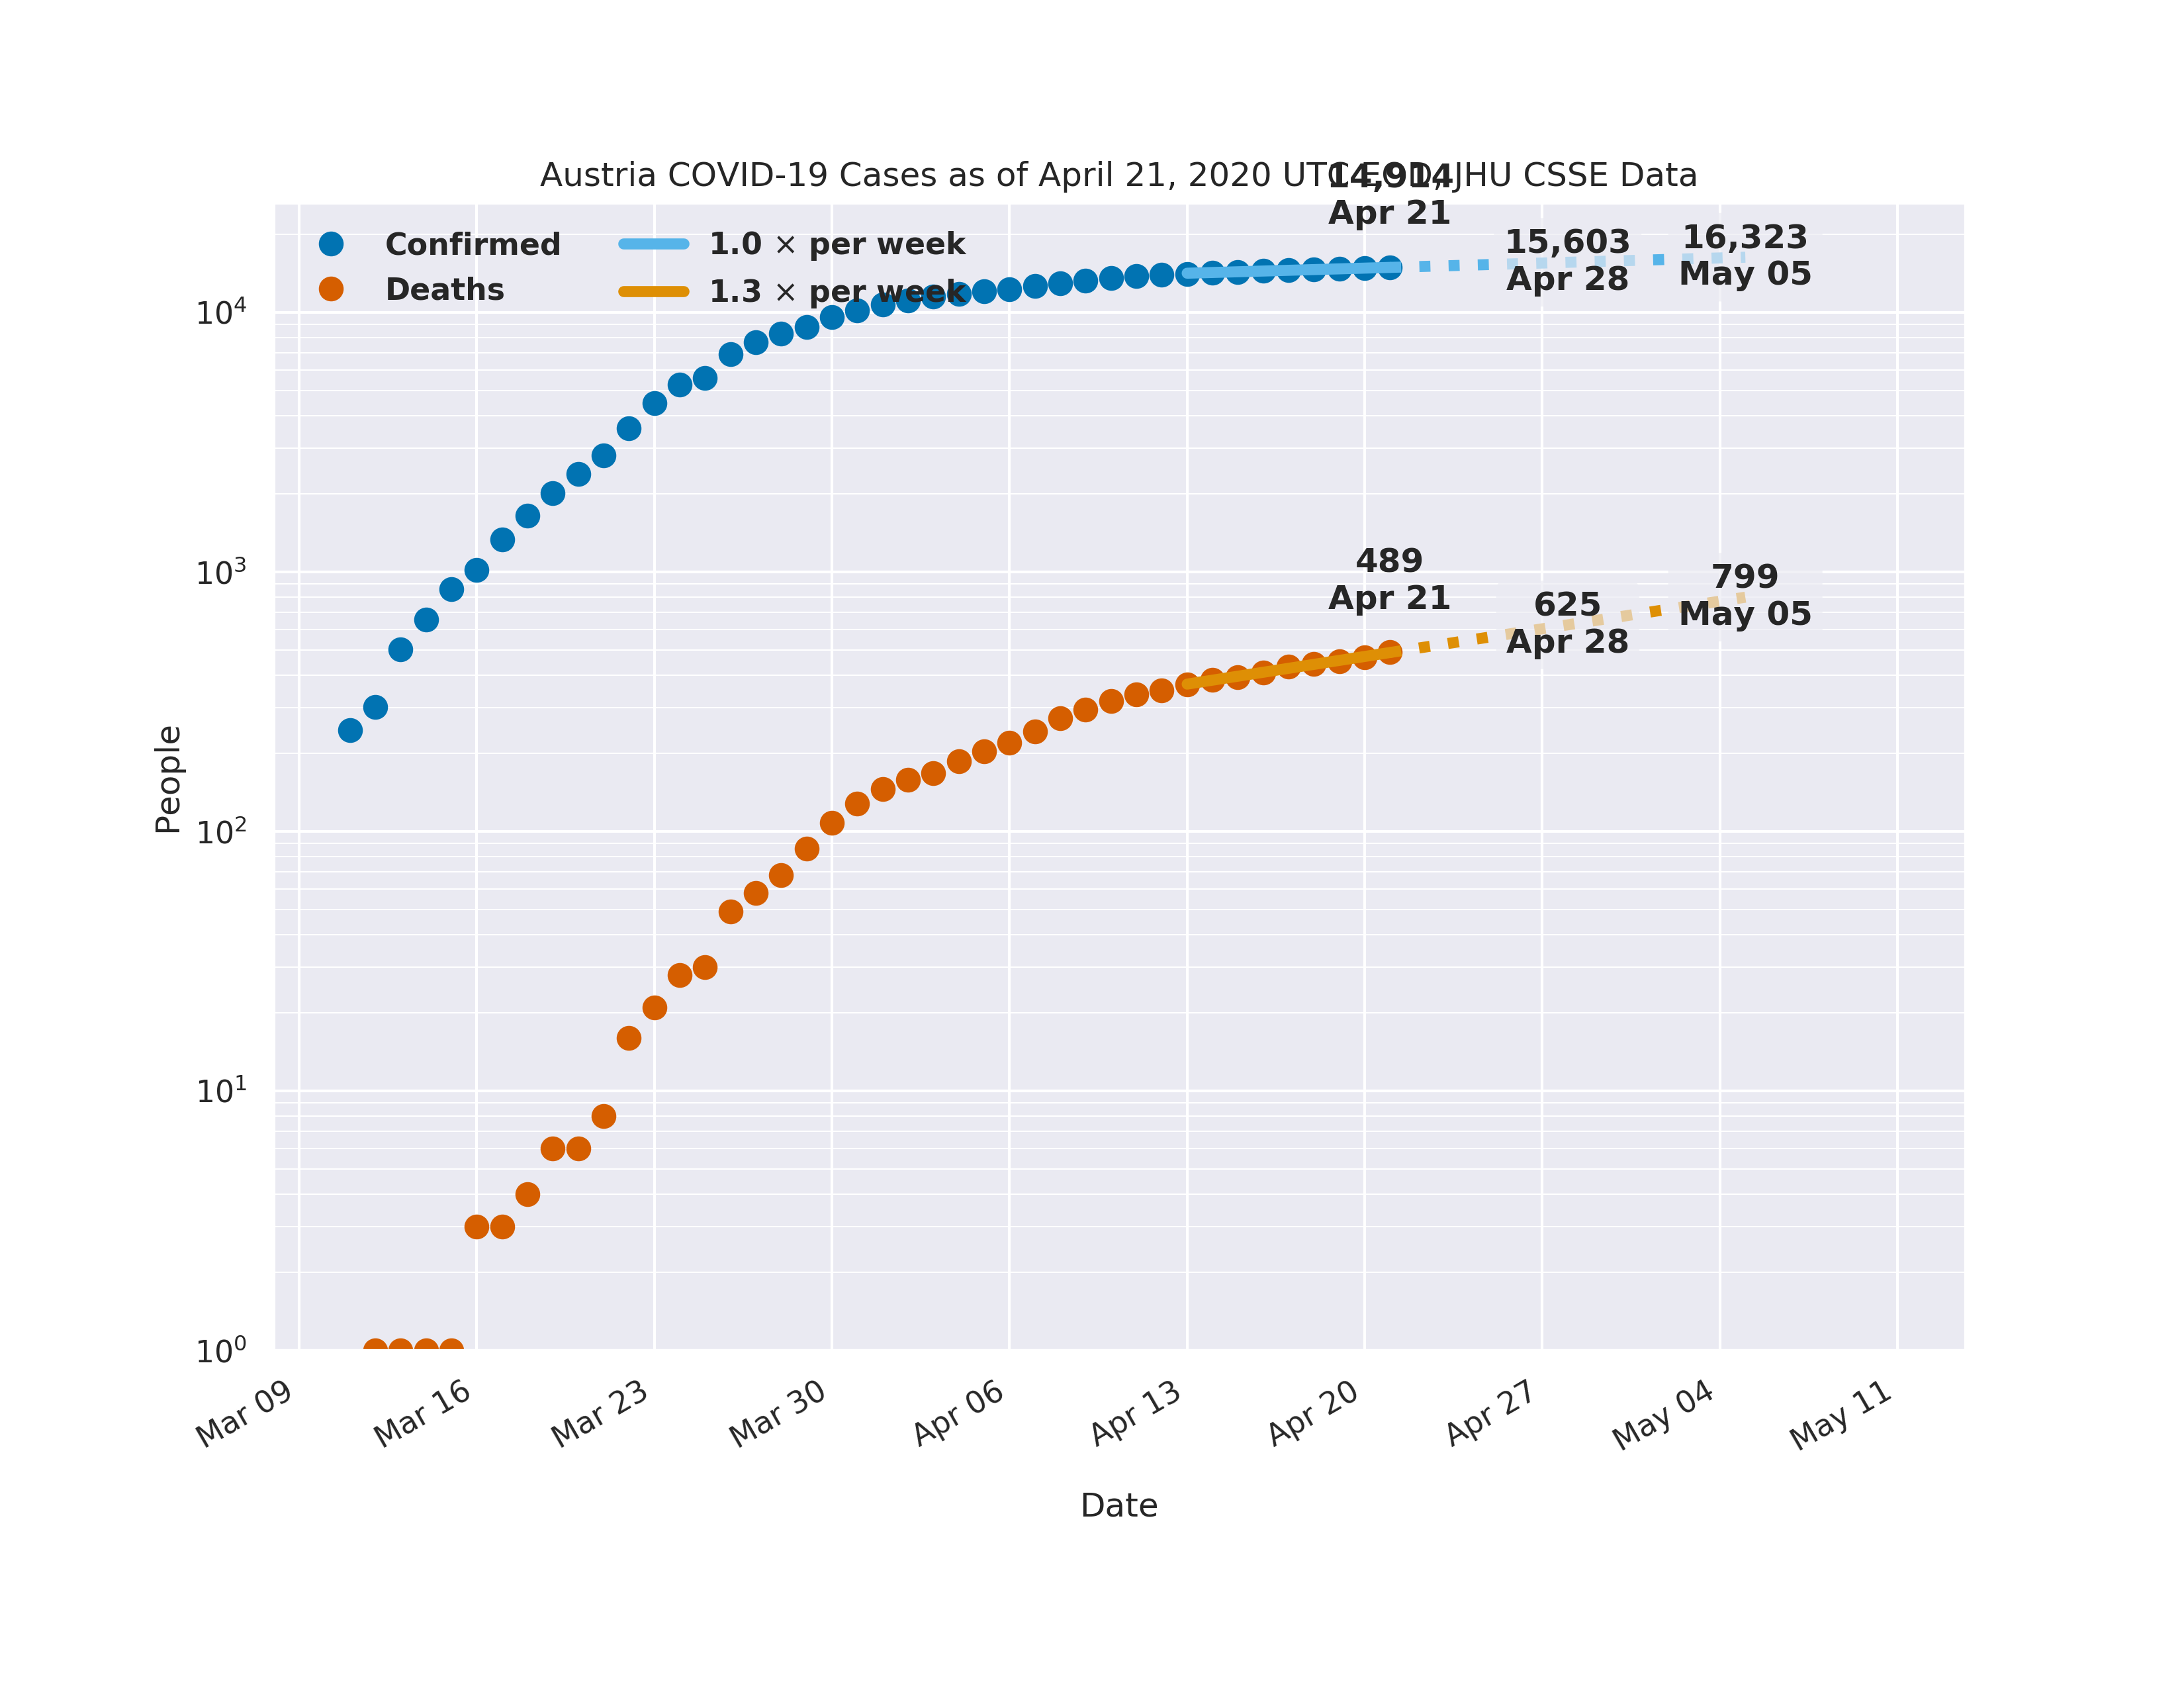 Austria COVID-19 Cases as of April 21, 2020 UTC EOD, JHU CSSE Data
14,914
Apr 21
Confirmed
Deaths
1.0 × per week
1.3 × per week
15,603
Apr 28
16,323
May 05
489
Apr 21
625
Apr 28
799
May 05
People
10⁴
10³
10²
10¹
10⁰
Mar 09
Mar 16
Mar 23
Mar 30
Apr 06
Apr 13
Apr 20
Apr 27
May 04
May 11
Date